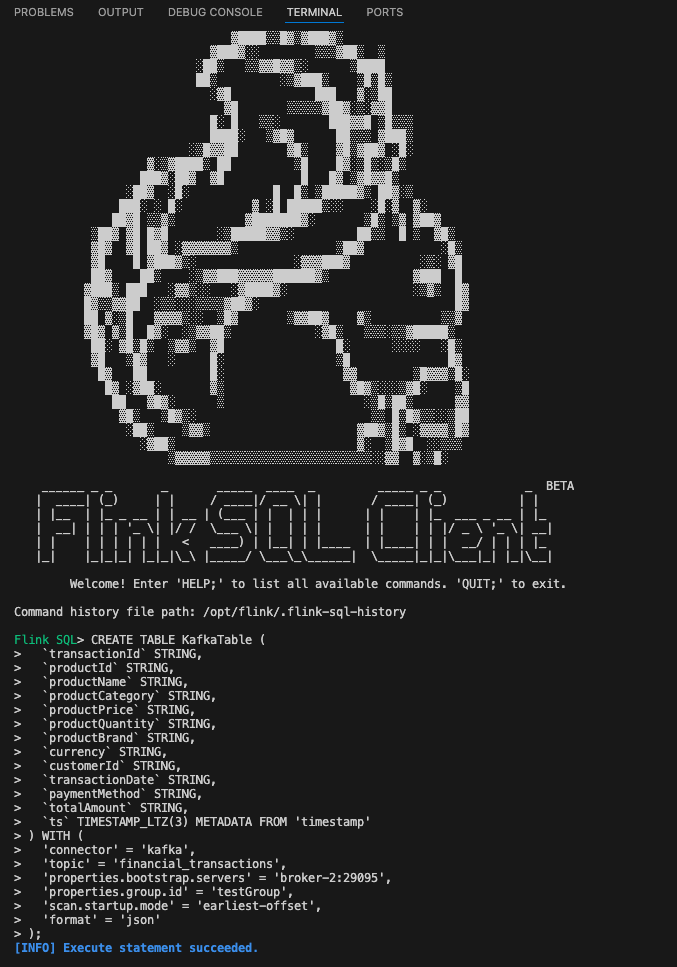 PROBLEMS OUTPUT DEBUG CONSOLE TERMINAL PORTS
Flink SQL Client BETA
Welcome! Enter 'HELP;' to list all available commands. 'QUIT;' to exit.
Command history file path: /opt/flink/.flink-sql-history
Flink SQL> CREATE TABLE KafkaTable (
>   `transactionId` STRING,
>   `productId` STRING,
>   `productName` STRING,
>   `productCategory` STRING,
>   `productPrice` STRING,
>   `productQuantity` STRING,
>   `productBrand` STRING,
>   `currency` STRING,
>   `customerId` STRING,
>   `transactionDate` STRING,
>   `paymentMethod` STRING,
>   `totalAmount` STRING,
>   `ts` TIMESTAMP_LTZ(3) METADATA FROM 'timestamp'
> ) WITH (
>   'connector' = 'kafka',
>   'topic' = 'financial_transactions',
>   'properties.bootstrap.servers' = 'broker-2:29095',
>   'properties.group.id' = 'testGroup',
>   'scan.startup.mode' = 'earliest-offset',
>   'format' = 'json'
> );
[INFO] Execute statement succeeded.